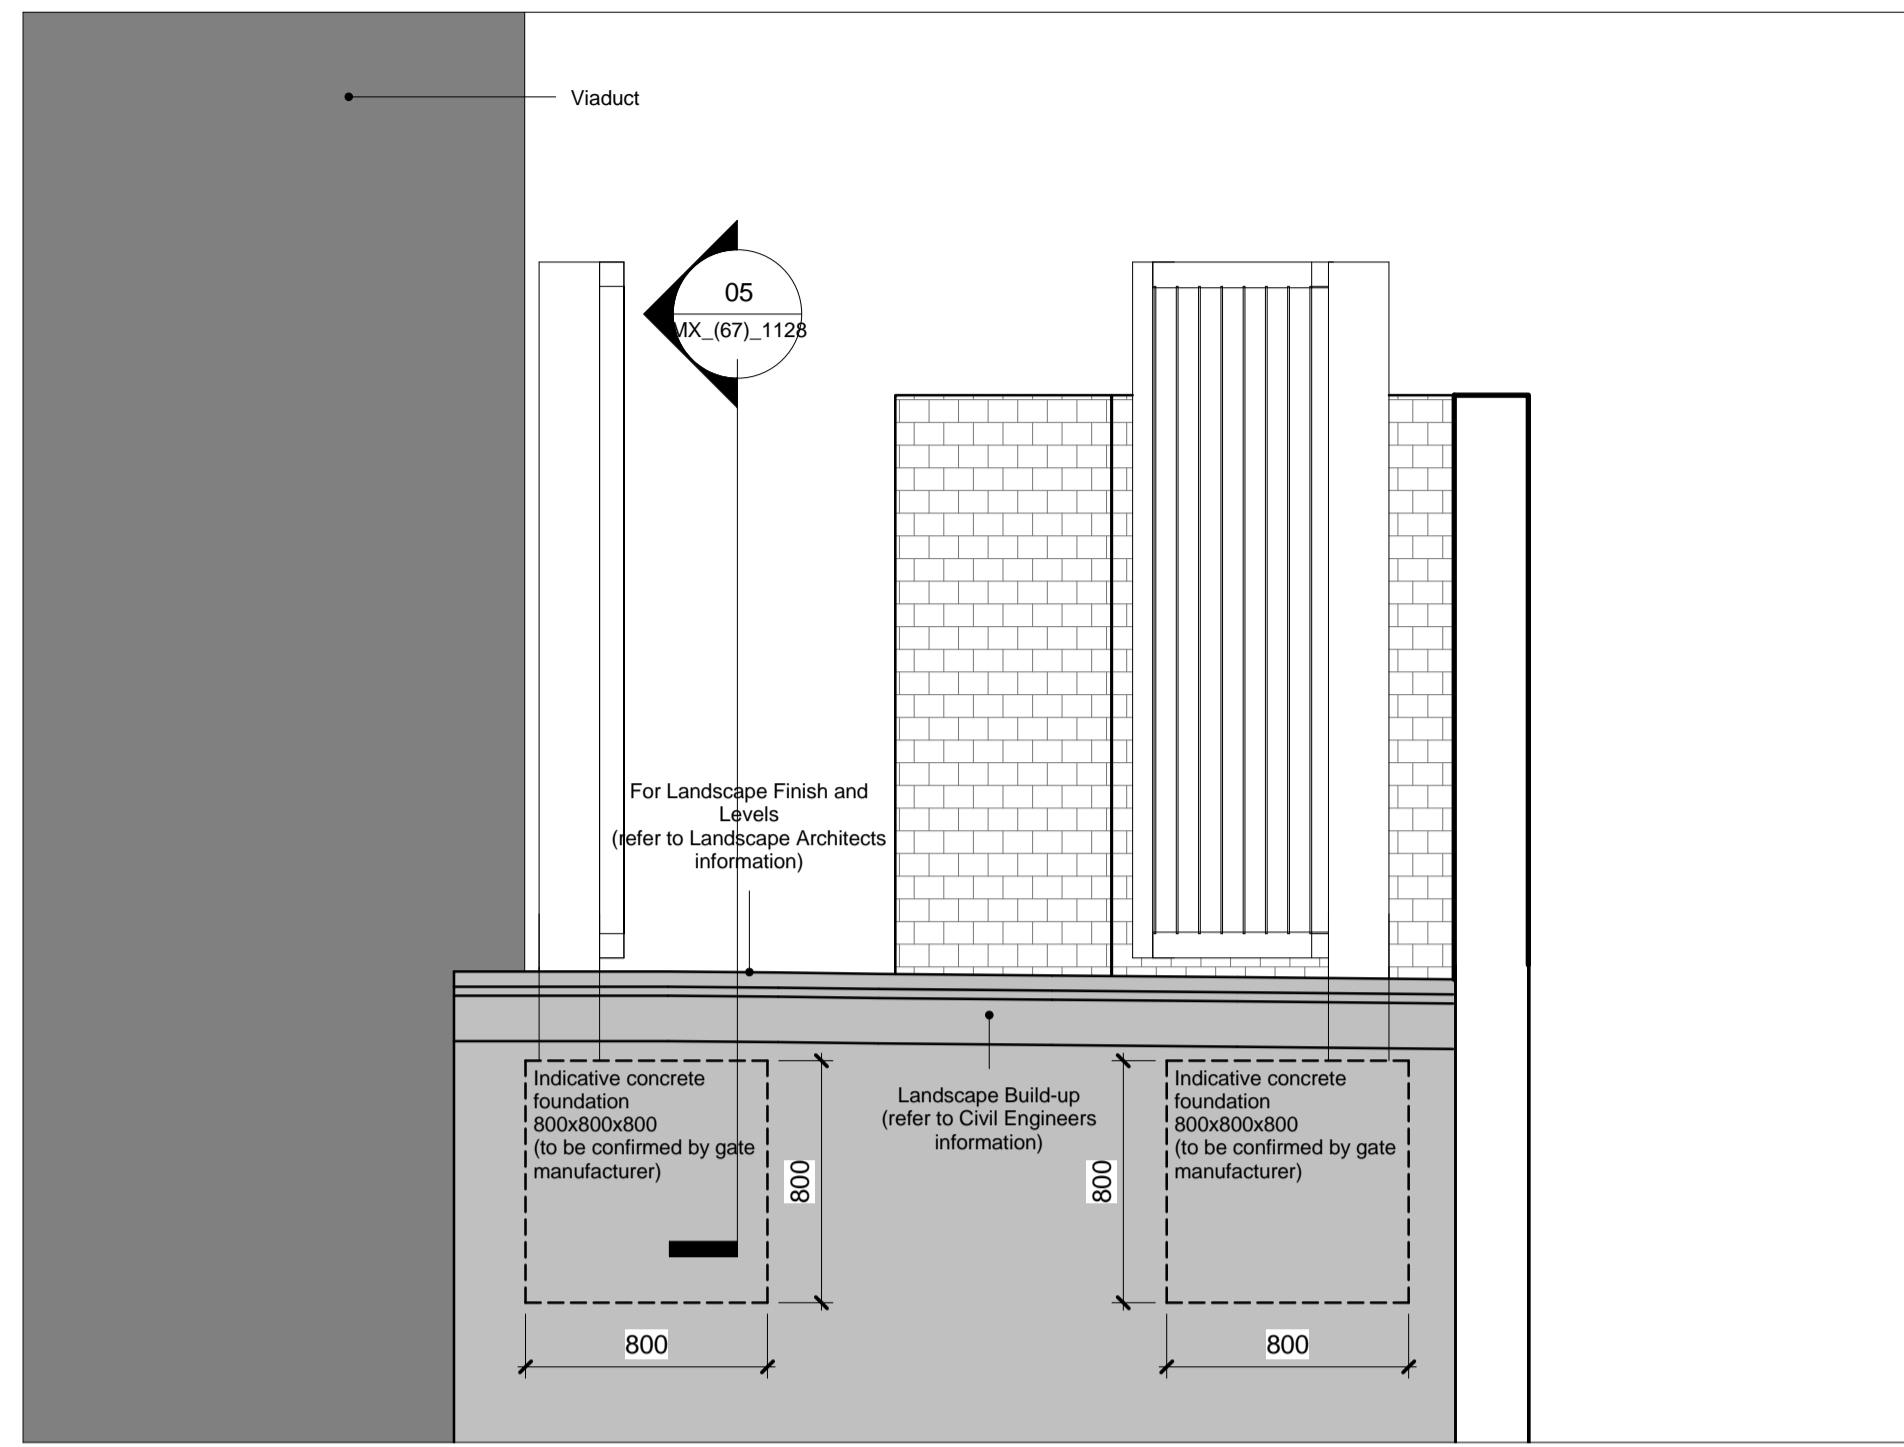 Viaduct
05
MX_(67)_1128
For Landscape Finish and
Levels
(refer to Landscape Architects
information)
Indicative concrete
foundation
800x800x800
(to be confirmed by gate
manufacturer)
800
800
Landscape Build-up
(refer to Civil Engineers
information)
800
Indicative concrete
foundation
800x800x800
(to be confirmed by gate
manufacturer)
800